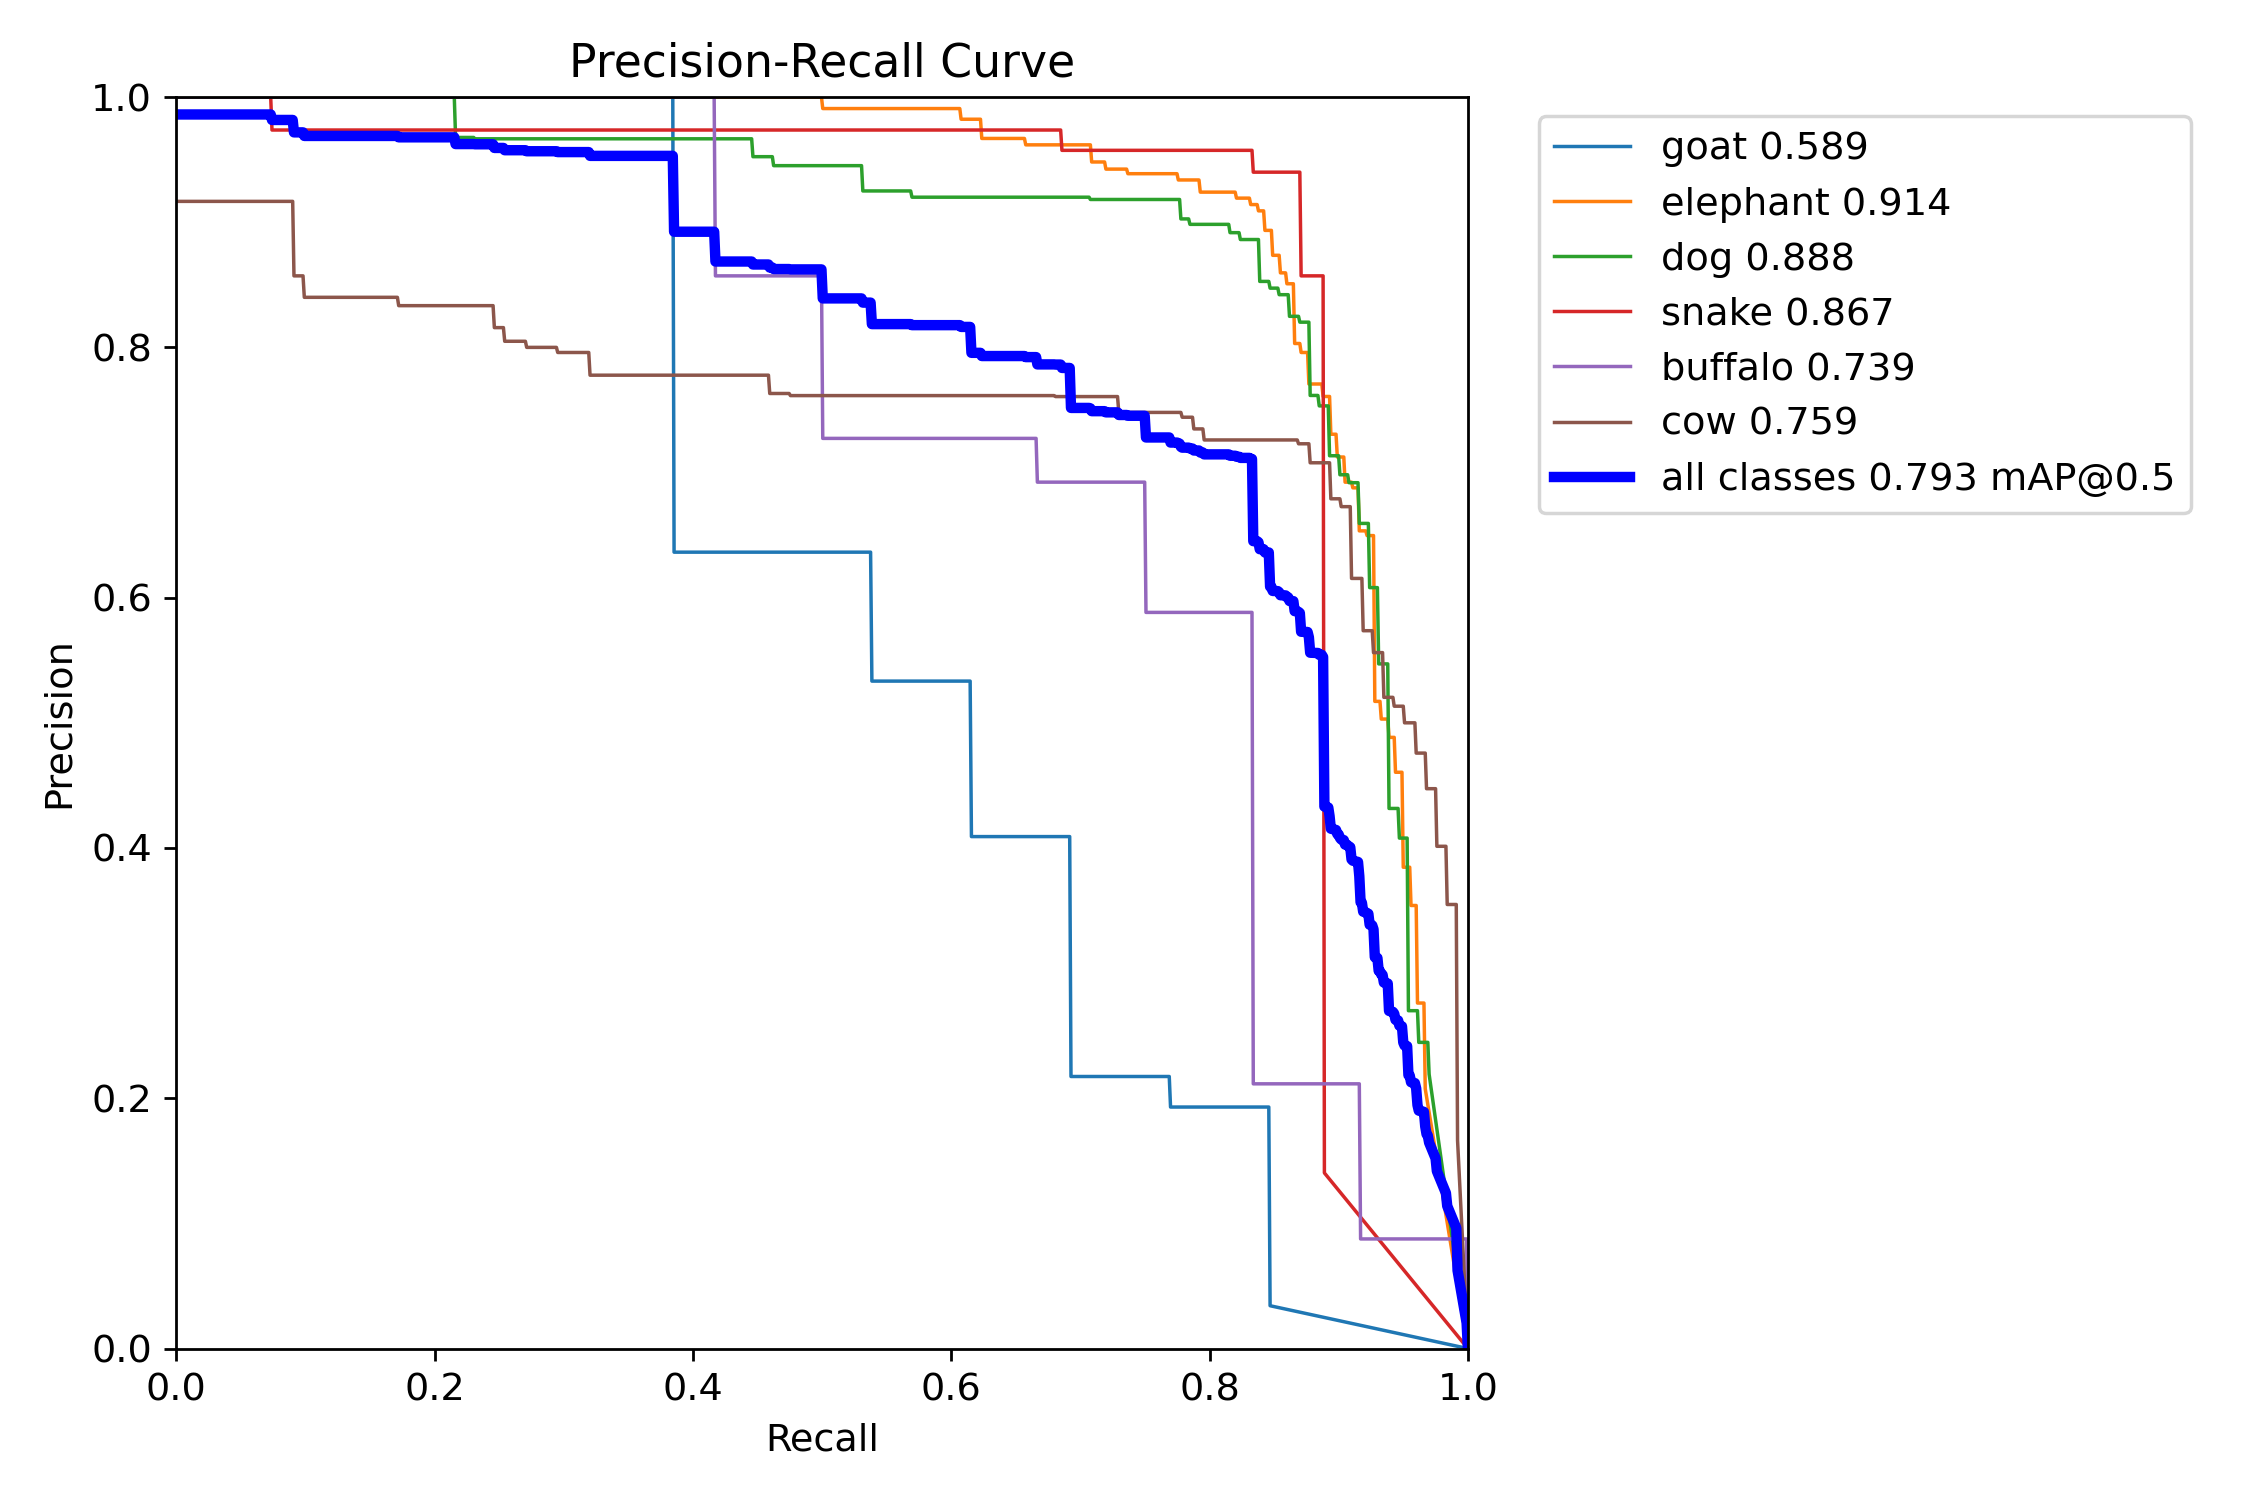 Precision-Recall Curve
1.0
0.8
0.6
0.4
0.2
0.0
Precision
0.0 0.2 0.4 0.6 0.8 1.0
Recall
goat 0.589
elephant 0.914
dog 0.888
snake 0.867
buffalo 0.739
cow 0.759
all classes 0.793 mAP@0.5